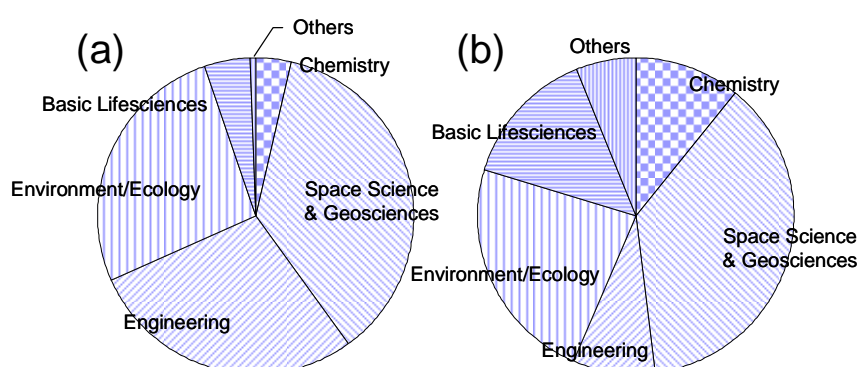 (a)
Others
Chemistry
Basic Lifesciences
Environment/Ecology
Space Science
& Geosciences
Engineering
(b)
Others
Chemistry
Basic Lifesciences
Space Science
& Geosciences
Environment/Ecology
Engineering